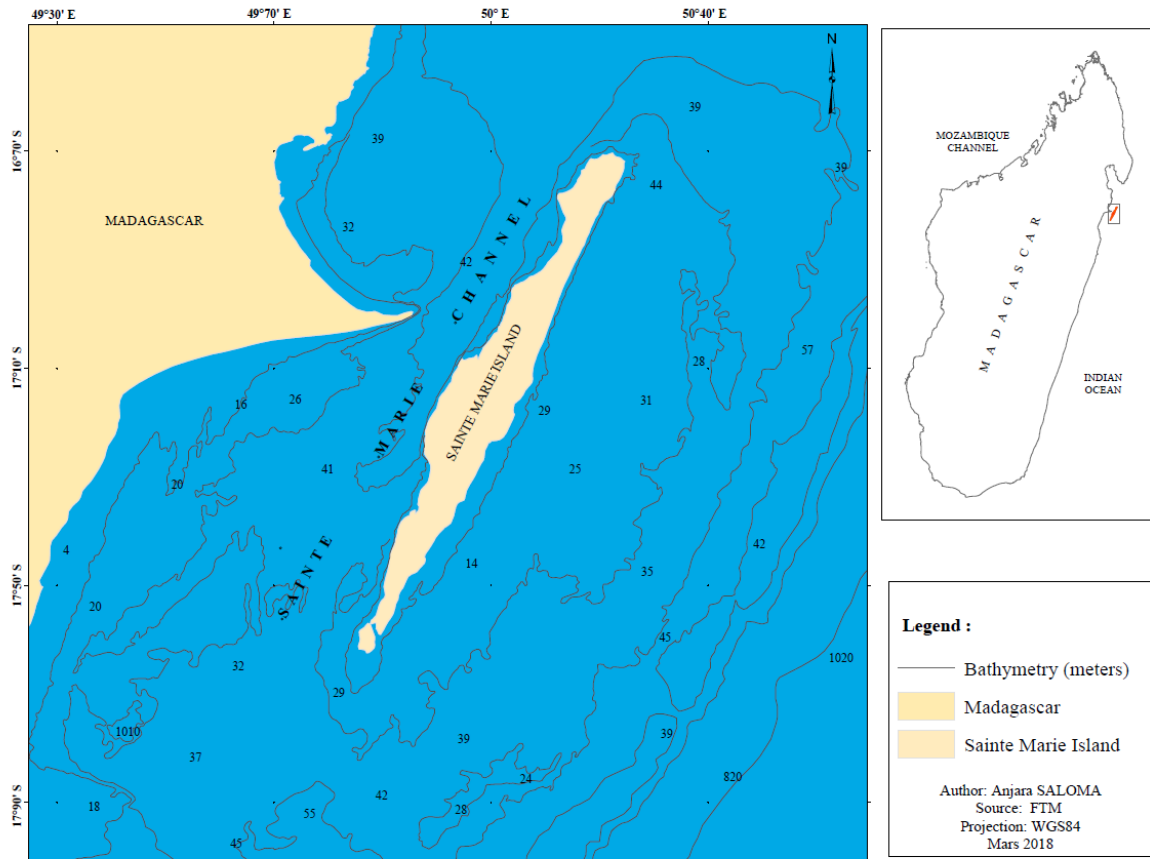 49°30' E
49°70' E
50° E
50°40' E
16°70' S
17°10' S
17°50' S
17°90' S
N
S
MADAGASCAR
SAINTE MARIE CHANNEL
SAINTE MARIE ISLAND
39
39
39
44
32
42
57
28
16
26
29
31
41
25
20
4
42
14
35
20
45
32
1020
29
1010
39
39
37
24
820
18
42
28
55
45
MOZAMBIQUE
CHANNEL
MADAGASCAR
INDIAN
OCEAN
Legend :
Bathymetry (meters)
Madagascar
Sainte Marie Island
Author: Anjara SALOMA
Source: FTM
Projection: WGS84
Mars 2018